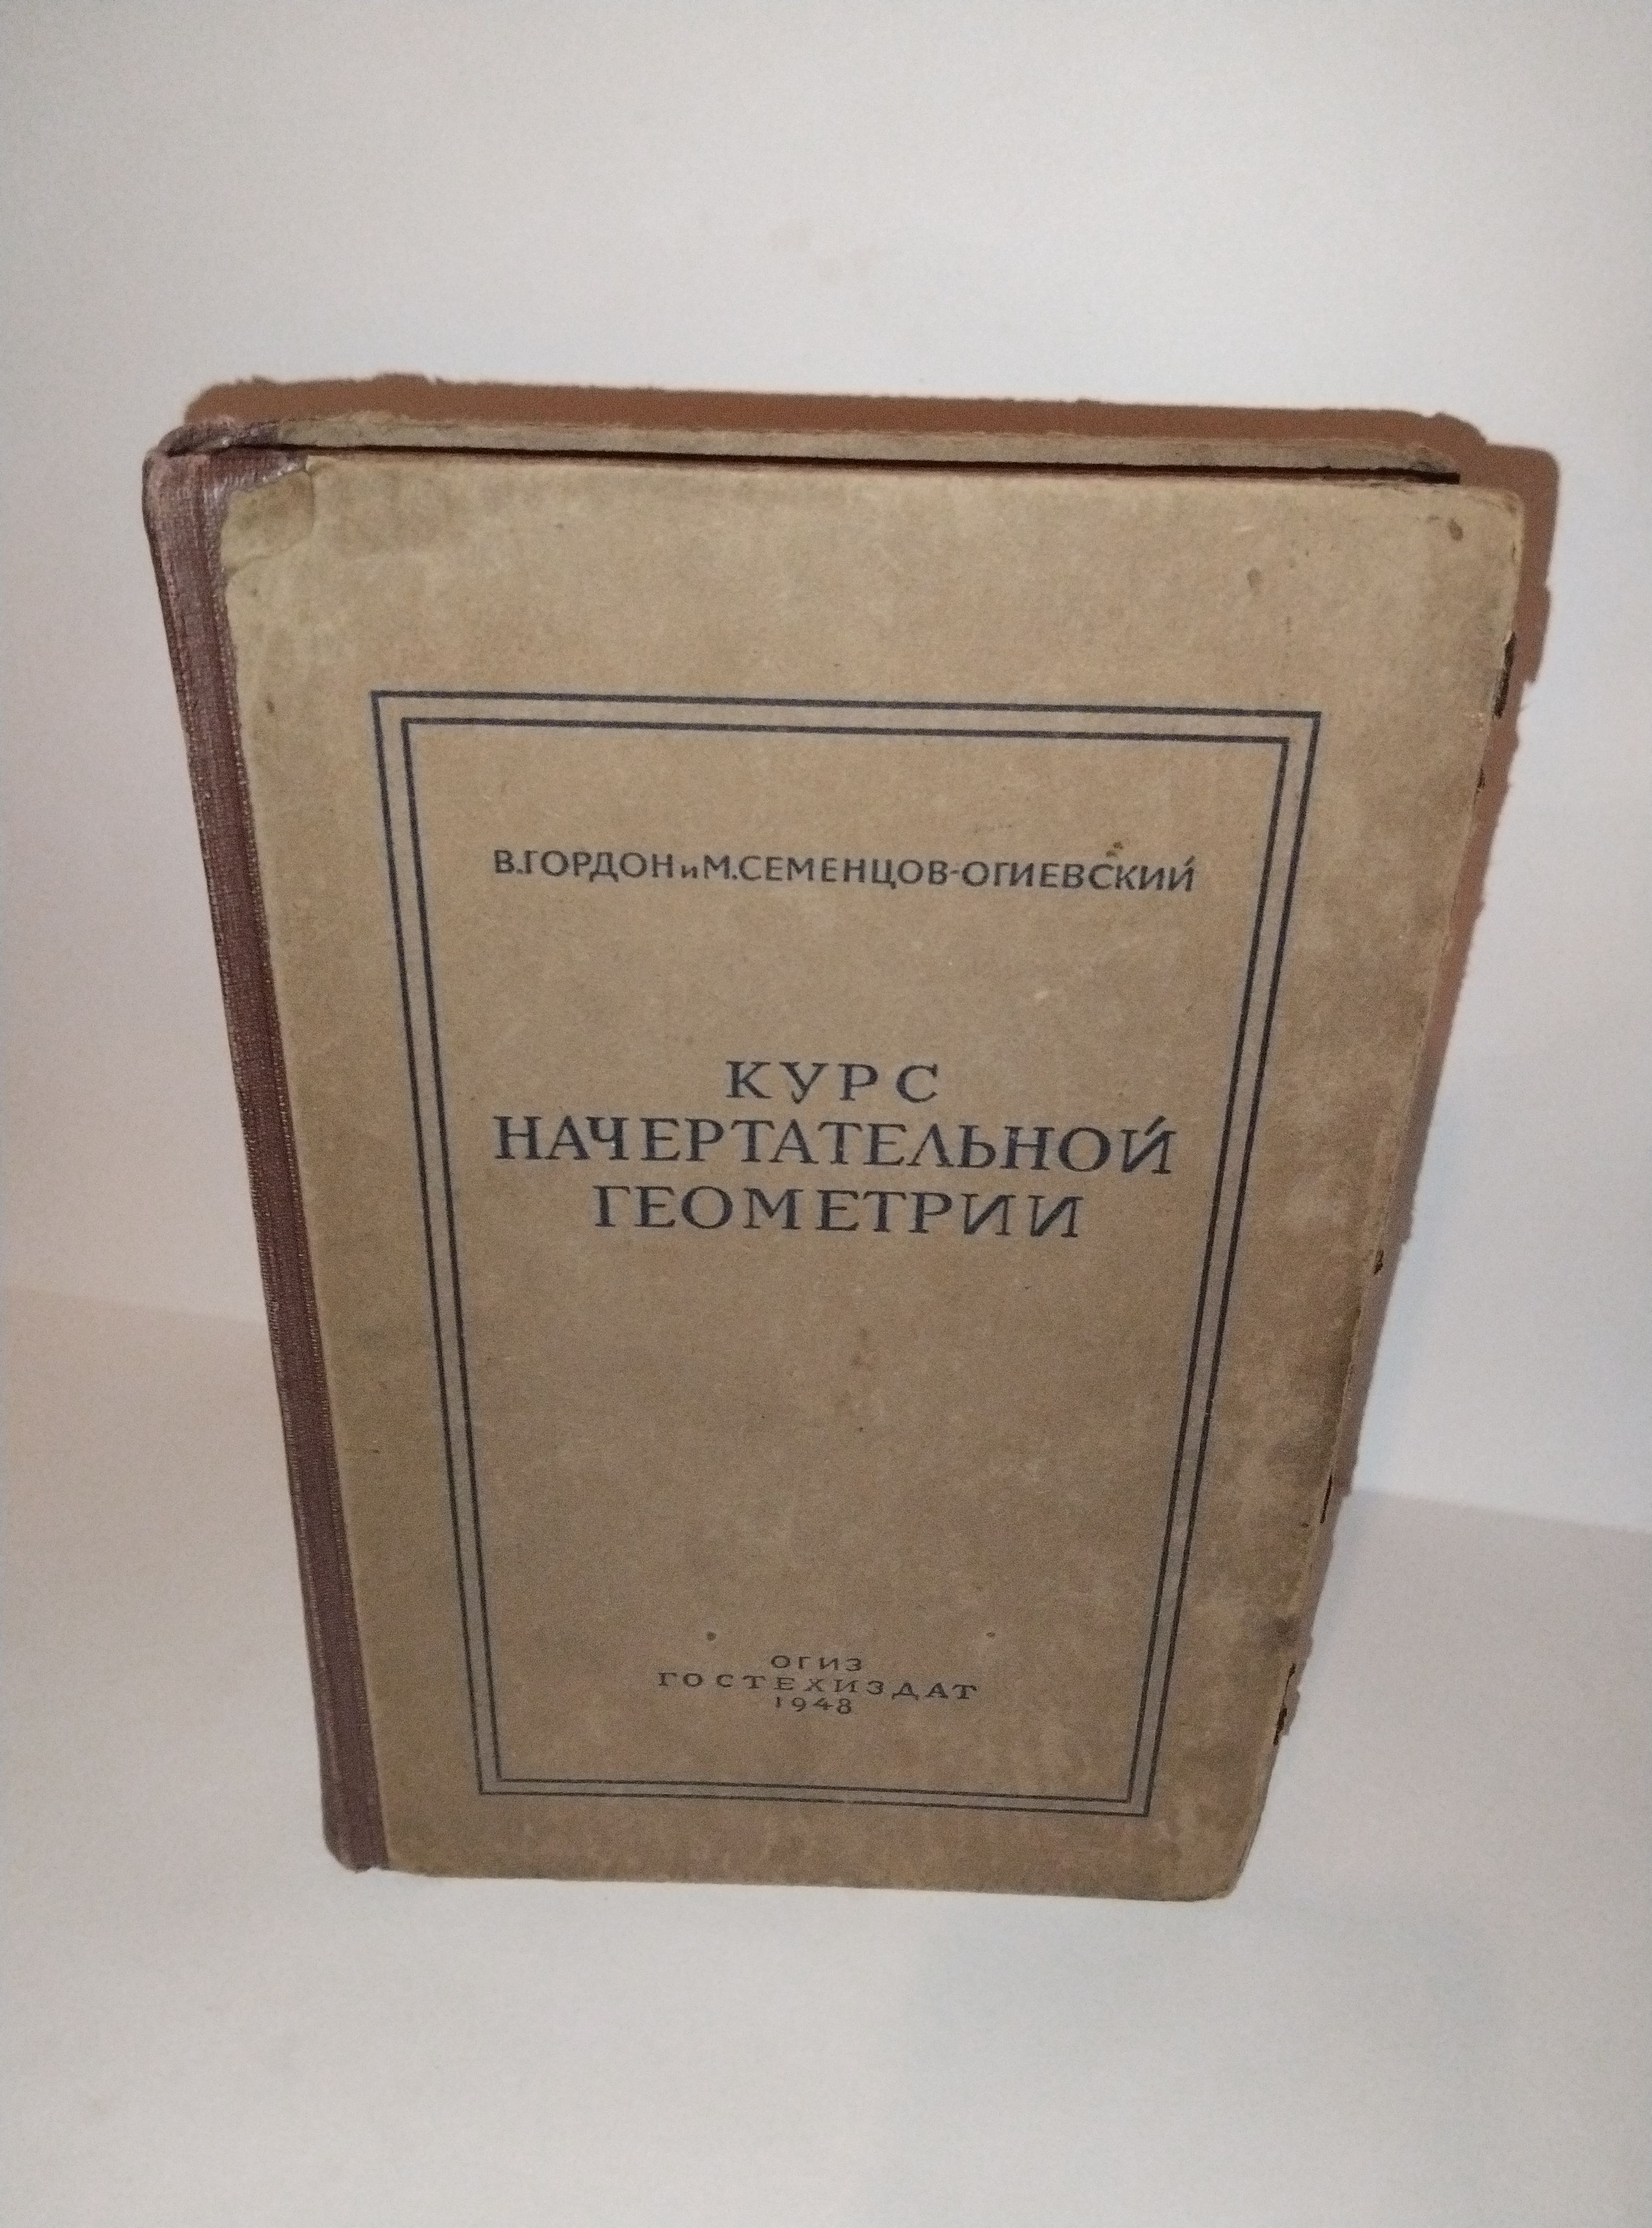 В.ГОРДОН и М.СЕМЕНЦОВ-ОГИЕВСКИЙ
КУРС
НАЧЕРТАТЕЛЬНОЙ
ГЕОМЕТРИИ
ОГИЗ
ГОСТЕХИЗДАТ
1948